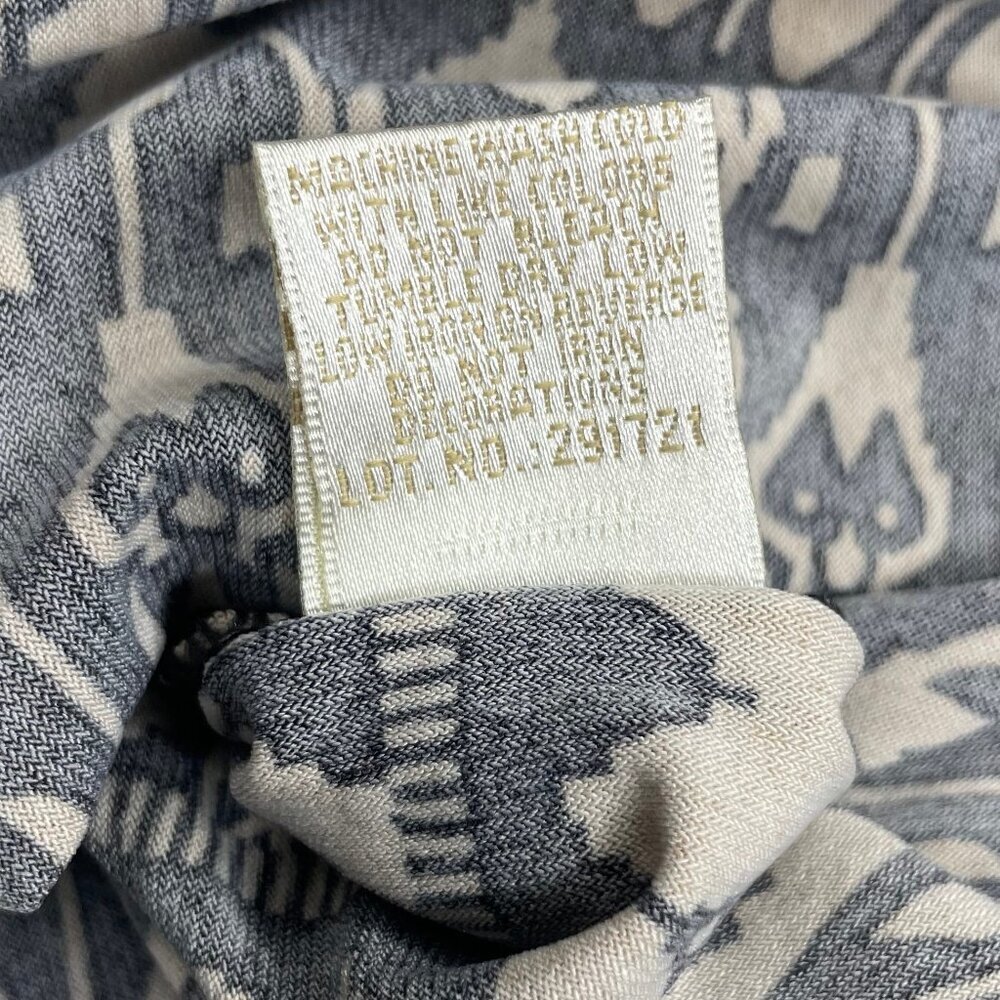 MACHINE WASH COLD
WITH LIKE COLORS
DO NOT BLEACH
TUMBLE DRY LOW
LOW IRON ON REVERSE
DO NOT IRON
DECORATIONS
LOT. NO.:291721